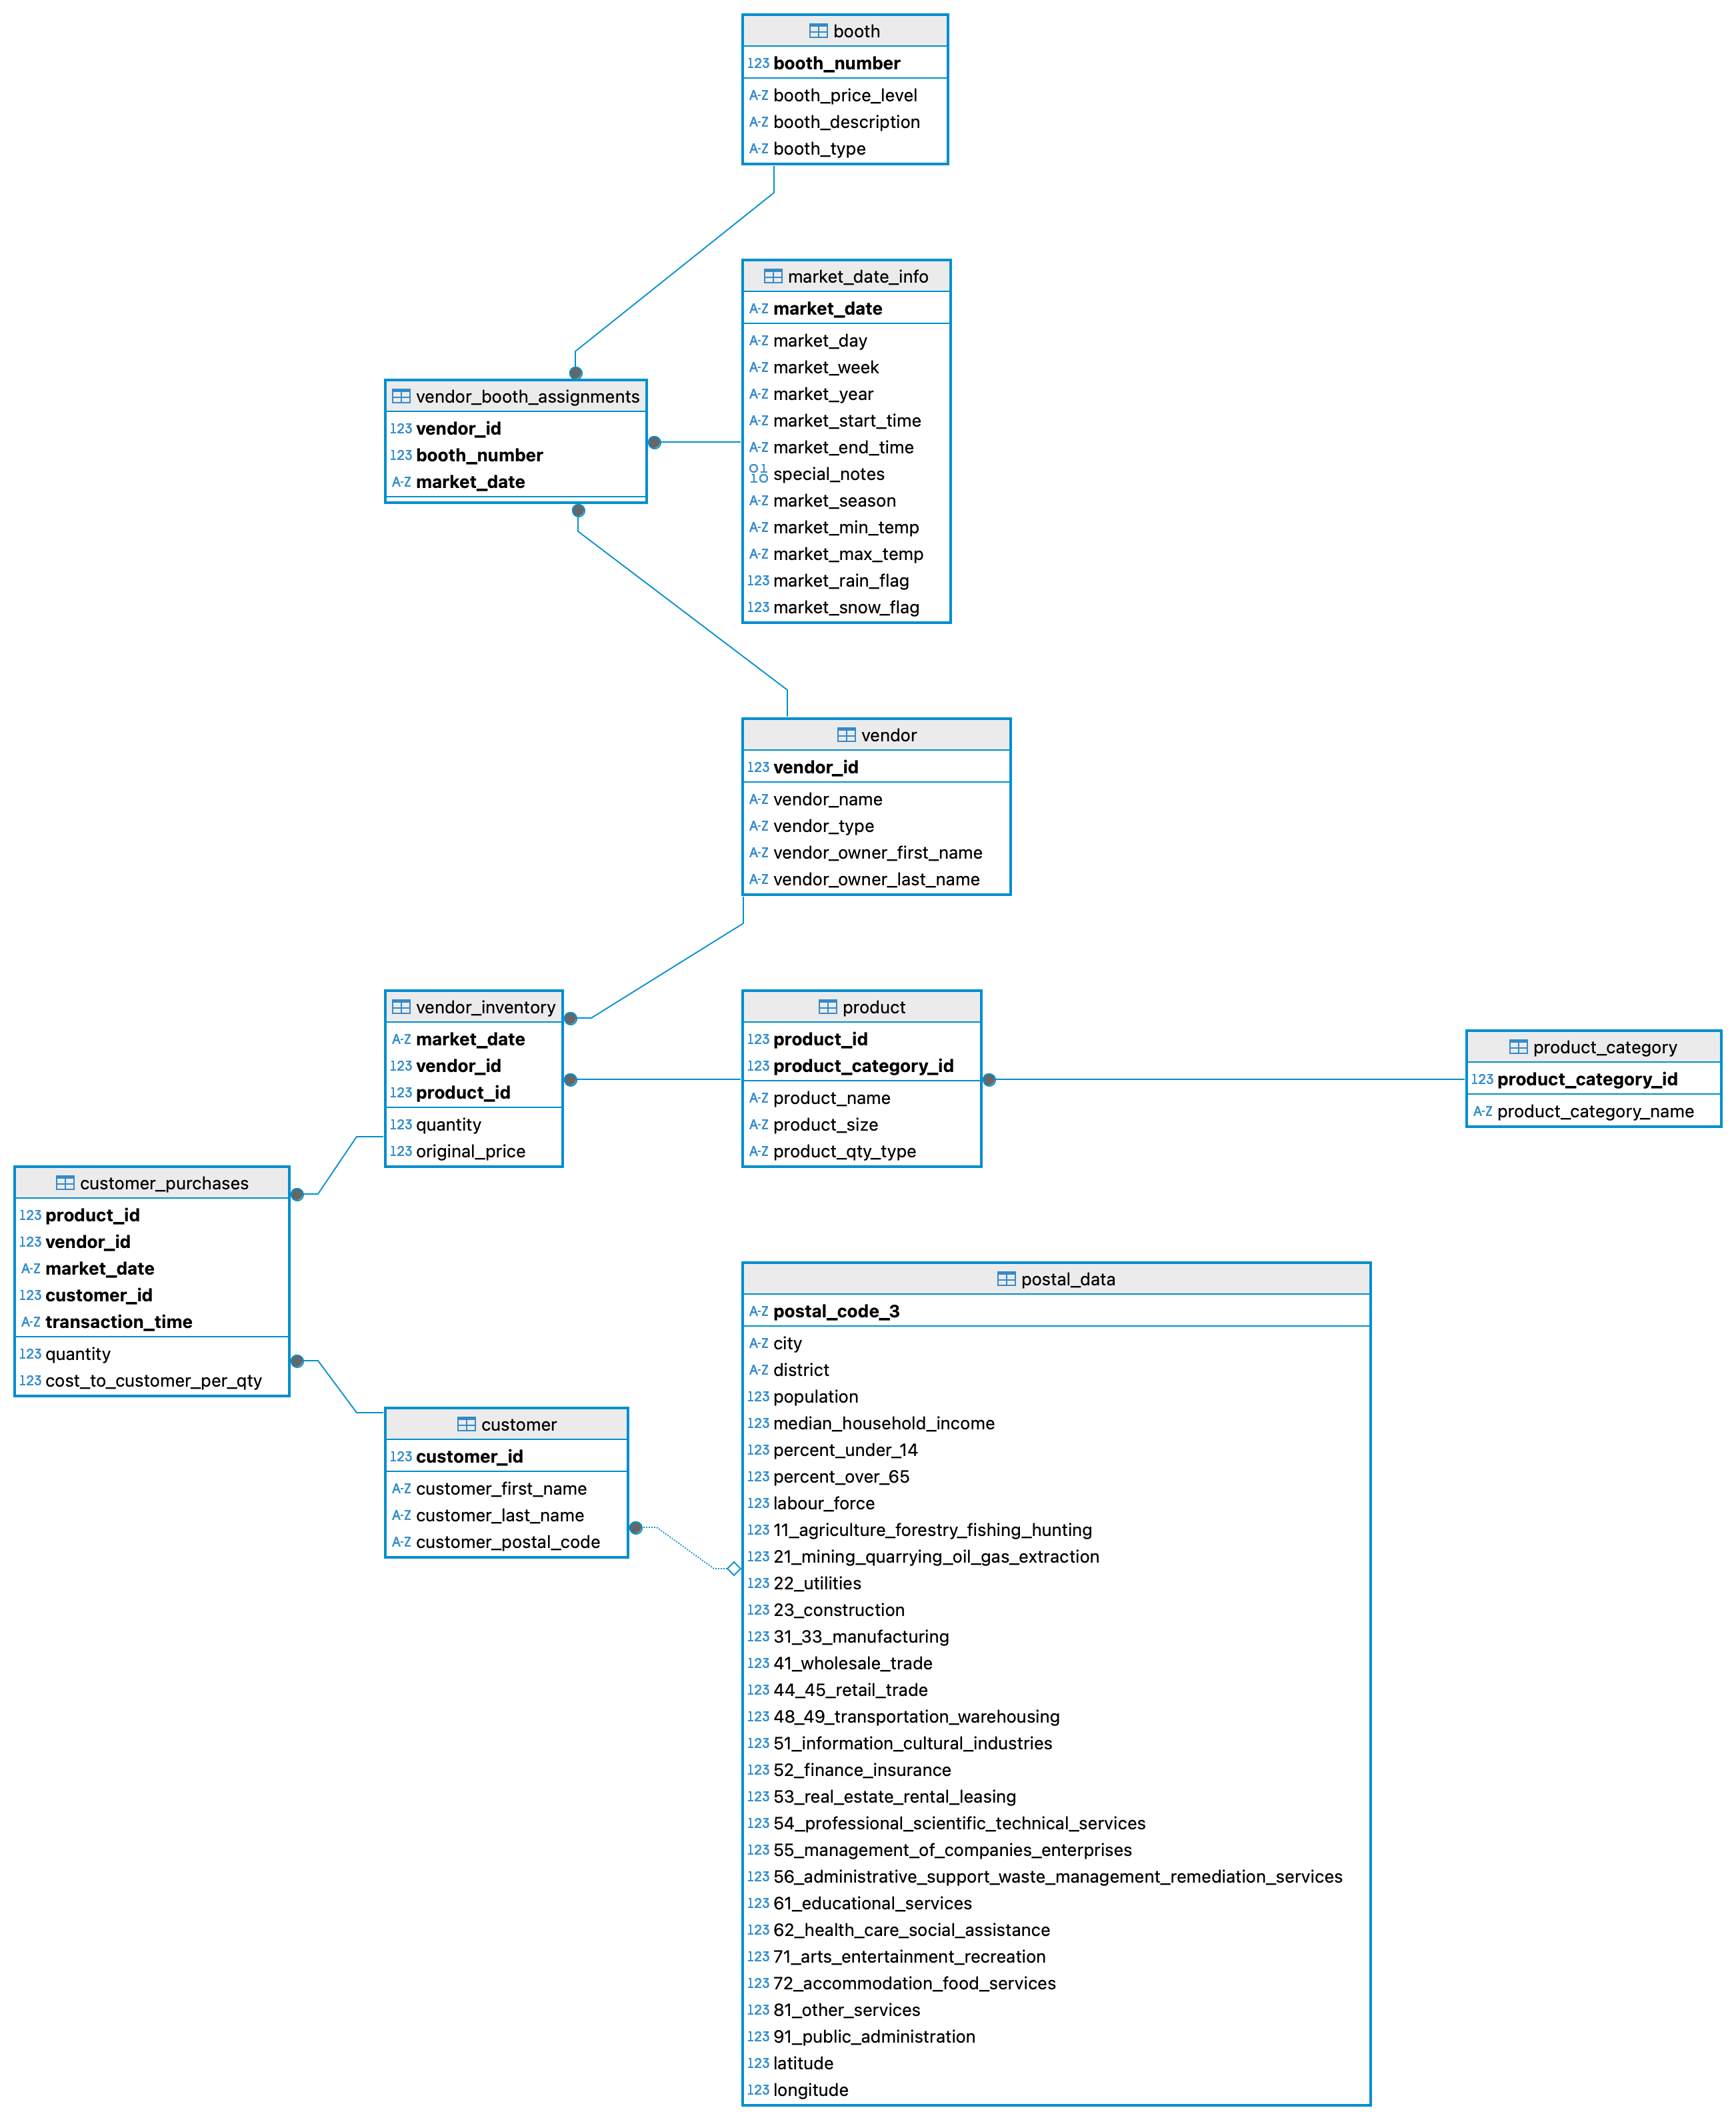 booth
123 booth_number
A-Z booth_price_level
A-Z booth_description
A-Z booth_type
market_date_info
A-Z market_date
A-Z market_day
A-Z market_week
A-Z market_year
A-Z market_start_time
A-Z market_end_time
01 10 special_notes
A-Z market_season
A-Z market_min_temp
A-Z market_max_temp
123 market_rain_flag
123 market_snow_flag
vendor_booth_assignments
123 vendor_id
123 booth_number
A-Z market_date
vendor
123 vendor_id
A-Z vendor_name
A-Z vendor_type
A-Z vendor_owner_first_name
A-Z vendor_owner_last_name
vendor_inventory
A-Z market_date
123 vendor_id
123 product_id
123 quantity
123 original_price
product
123 product_id
123 product_category_id
A-Z product_name
A-Z product_size
A-Z product_qty_type
product_category
123 product_category_id
A-Z product_category_name
customer_purchases
123 product_id
123 vendor_id
A-Z market_date
123 customer_id
A-Z transaction_time
123 quantity
123 cost_to_customer_per_qty
customer
123 customer_id
A-Z customer_first_name
A-Z customer_last_name
A-Z customer_postal_code
postal_data
A-Z postal_code_3
A-Z city
A-Z district
123 population
123 median_household_income
123 percent_under_14
123 percent_over_65
123 labour_force
123 11_agriculture_forestry_fishing_hunting
123 21_mining_quarrying_oil_gas_extraction
123 22_utilities
123 23_construction
123 31_33_manufacturing
123 41_wholesale_trade
123 44_45_retail_trade
123 48_49_transportation_warehousing
123 51_information_cultural_industries
123 52_finance_insurance
123 53_real_estate_rental_leasing
123 54_professional_scientific_technical_services
123 55_management_of_companies_enterprises
123 56_administrative_support_waste_management_remediation_services
123 61_educational_services
123 62_health_care_social_assistance
123 71_arts_entertainment_recreation
123 72_accommodation_food_services
123 81_other_services
123 91_public_administration
123 latitude
123 longitude